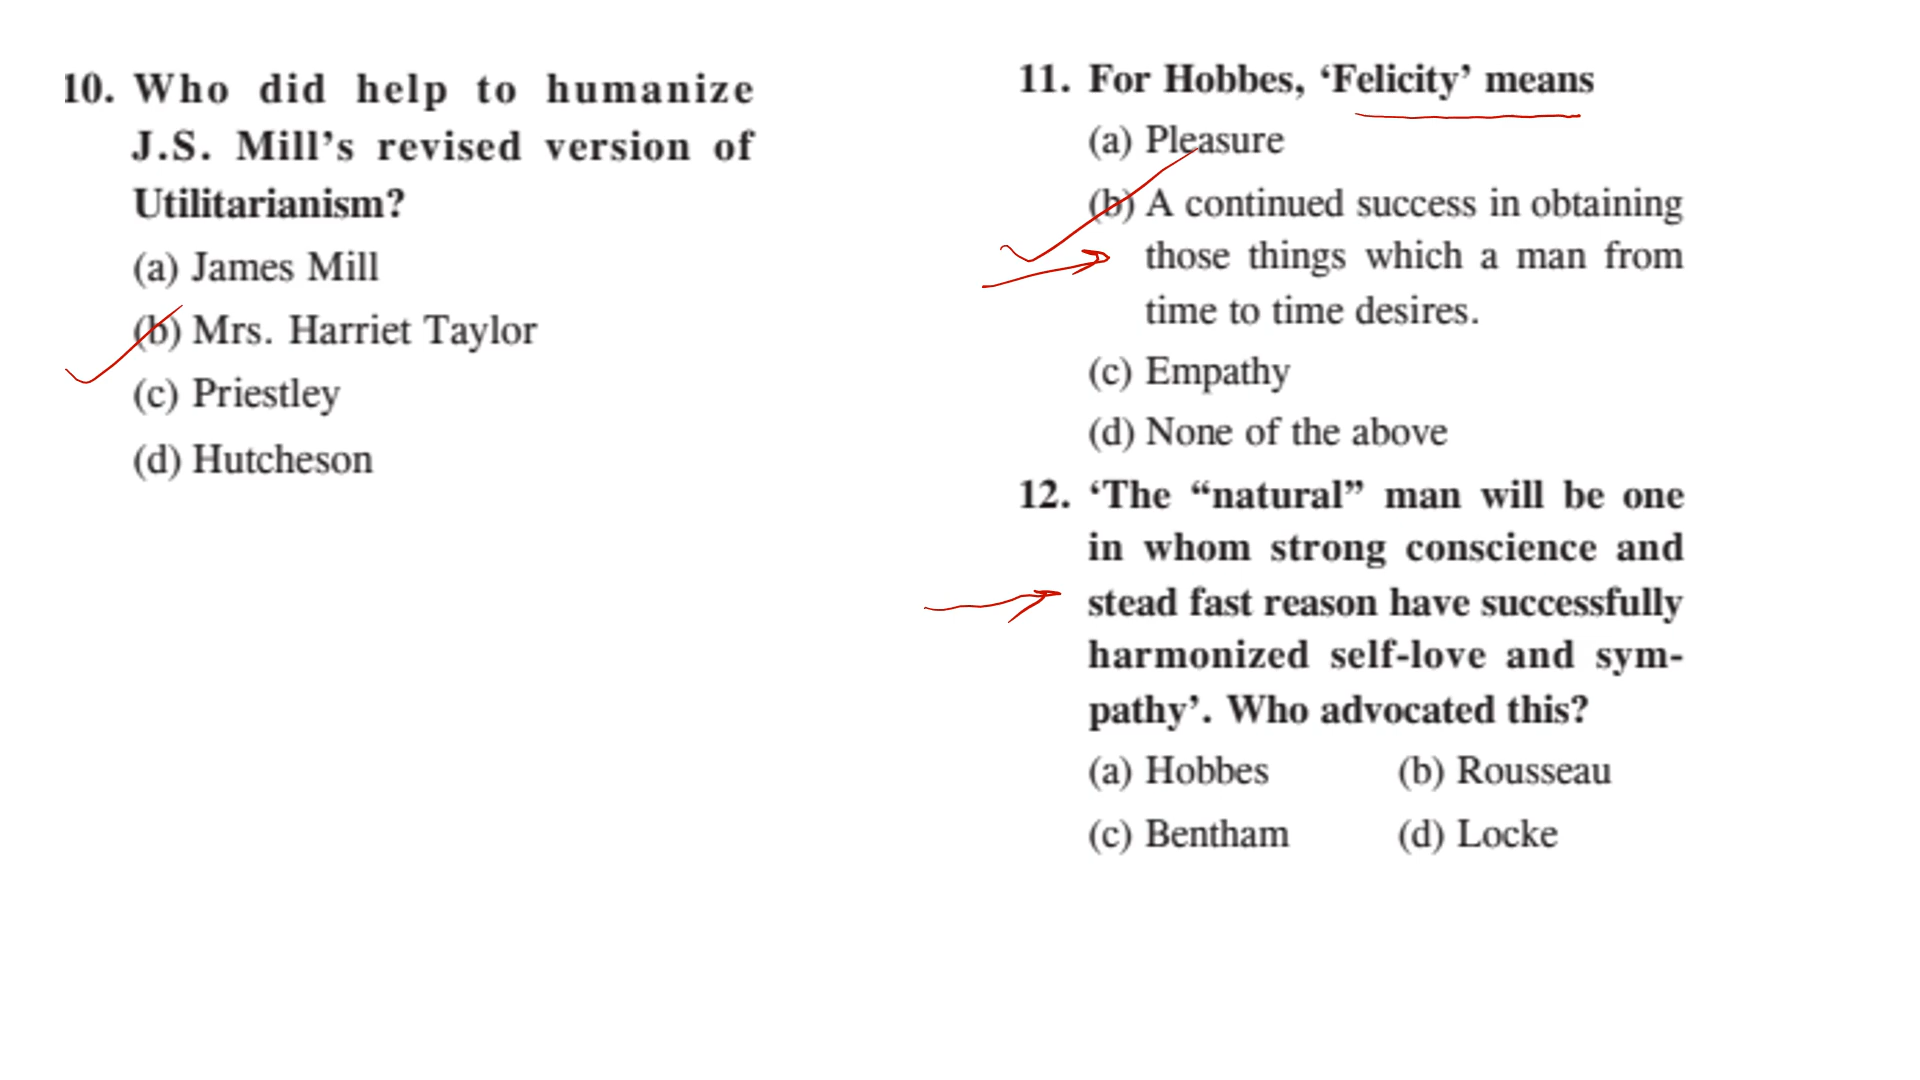 10. Who did help to humanize
J.S. Mill's revised version of
Utilitarianism?
(a) James Mill
(b) Mrs. Harriet Taylor
(c) Priestley
(d) Hutcheson
11. For Hobbes, ‘Felicity’ means
(a) Pleasure
(b) A continued success in obtaining
those things which a man from
time to time desires.
(c) Empathy
(d) None of the above
12. ‘The “natural” man will be one
in whom strong conscience and
stead fast reason have successfully
harmonized self-love and sym-
pathy’. Who advocated this?
(a) Hobbes (b) Rousseau
(c) Bentham (d) Locke